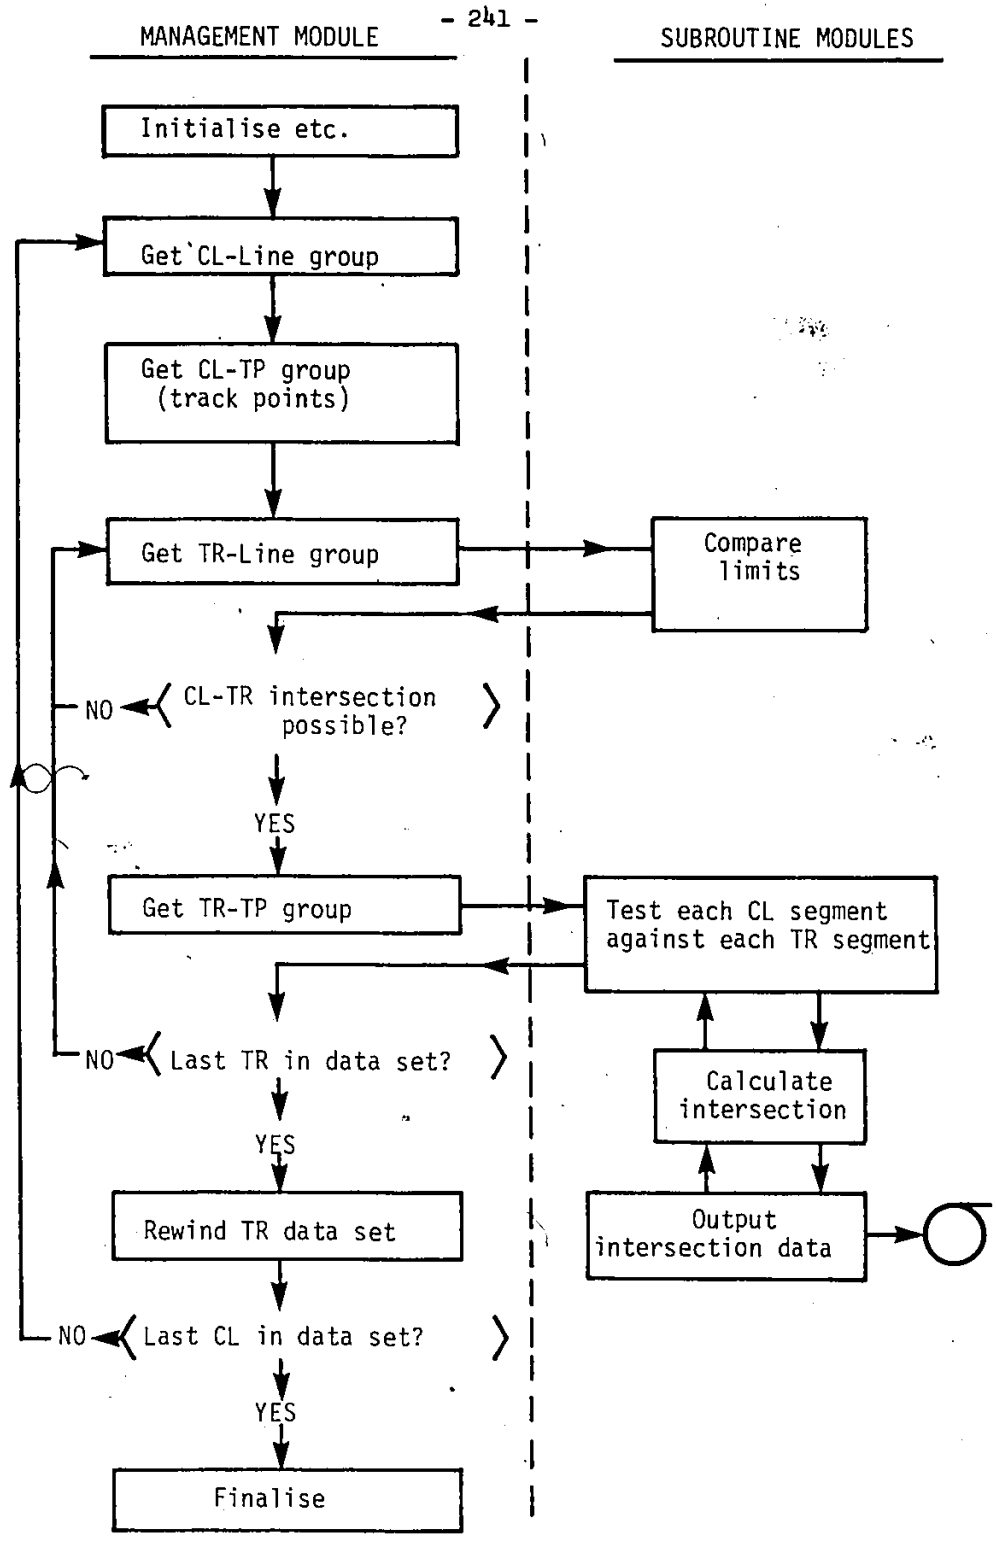 - 241 -
MANAGEMENT MODULE
SUBROUTINE MODULES
Initialise etc.
Get CL-Line group
Get CL-TP group
(track points)
Get TR-Line group
Compare
limits
CL-TR intersection
possible?
NO
YES
Get TR-TP group
Test each CL segment
against each TR segment
Last TR in data set?
NO
Calculate
intersection
YES
Rewind TR data set
Output
intersection data
Last CL in data set?
NO
YES
Finalise